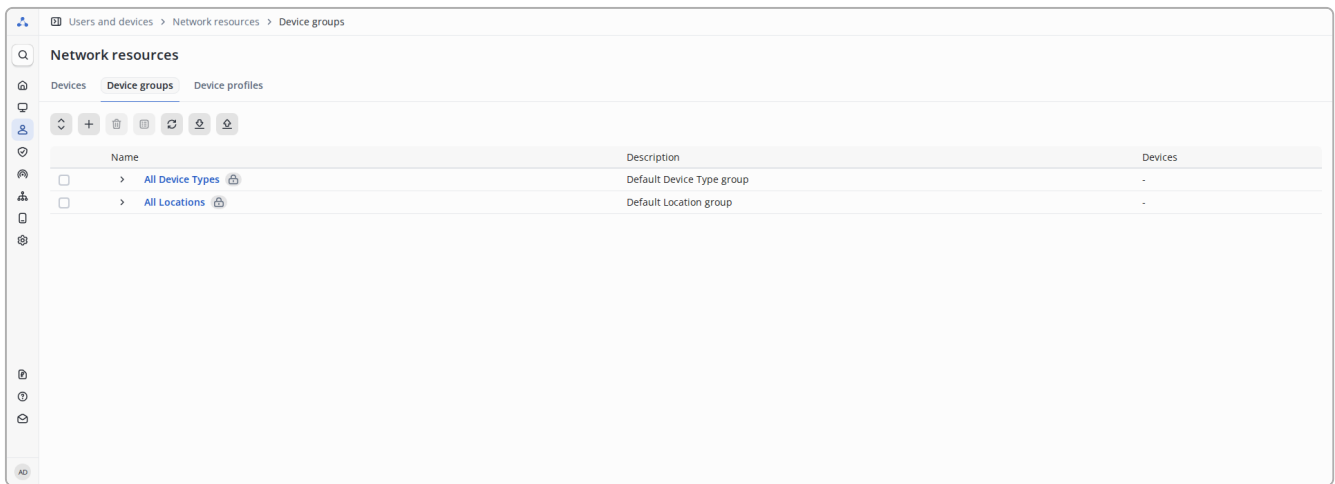 Users and devices > Network resources > Device groups
Network resources
Devices Device groups Device profiles
Name Description Devices
All Device Types Default Device Type group -
All Locations Default Location group -
AD